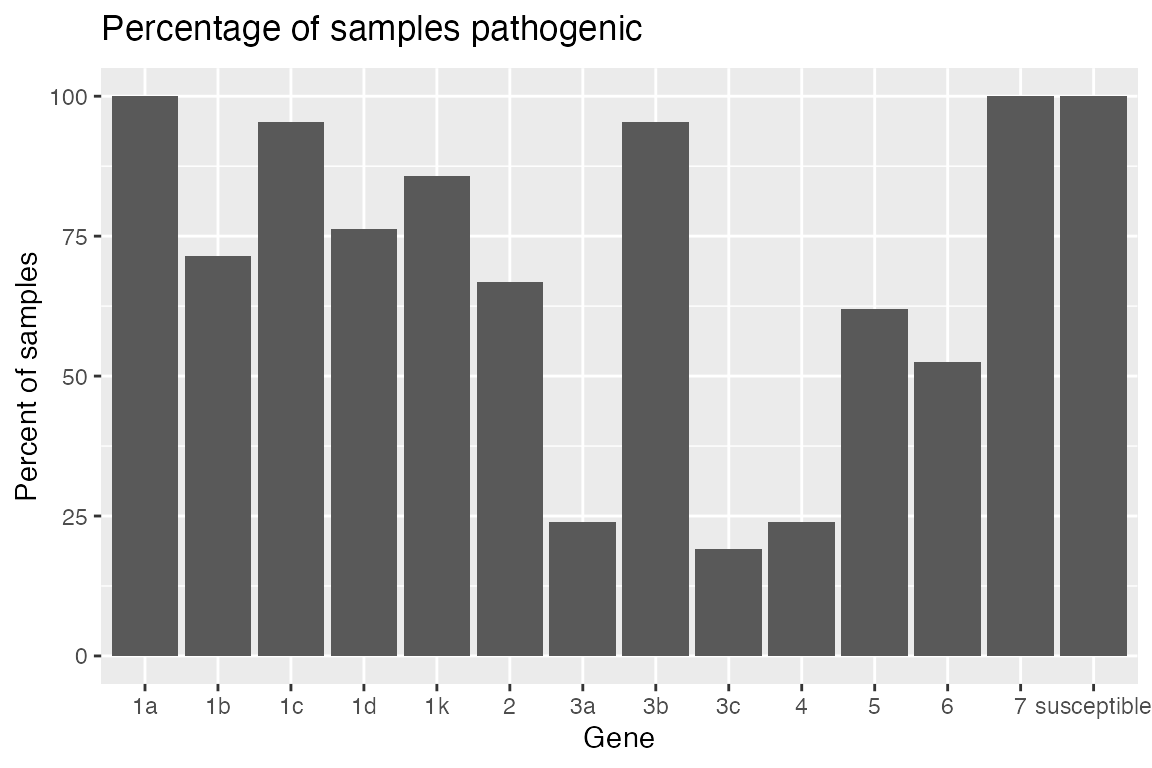 Percentage of samples pathogenic
Percent of samples
100
75
50
25
0
1a 1b 1c 1d 1k 2 3a 3b 3c 4 5 6 7 susceptible
Gene